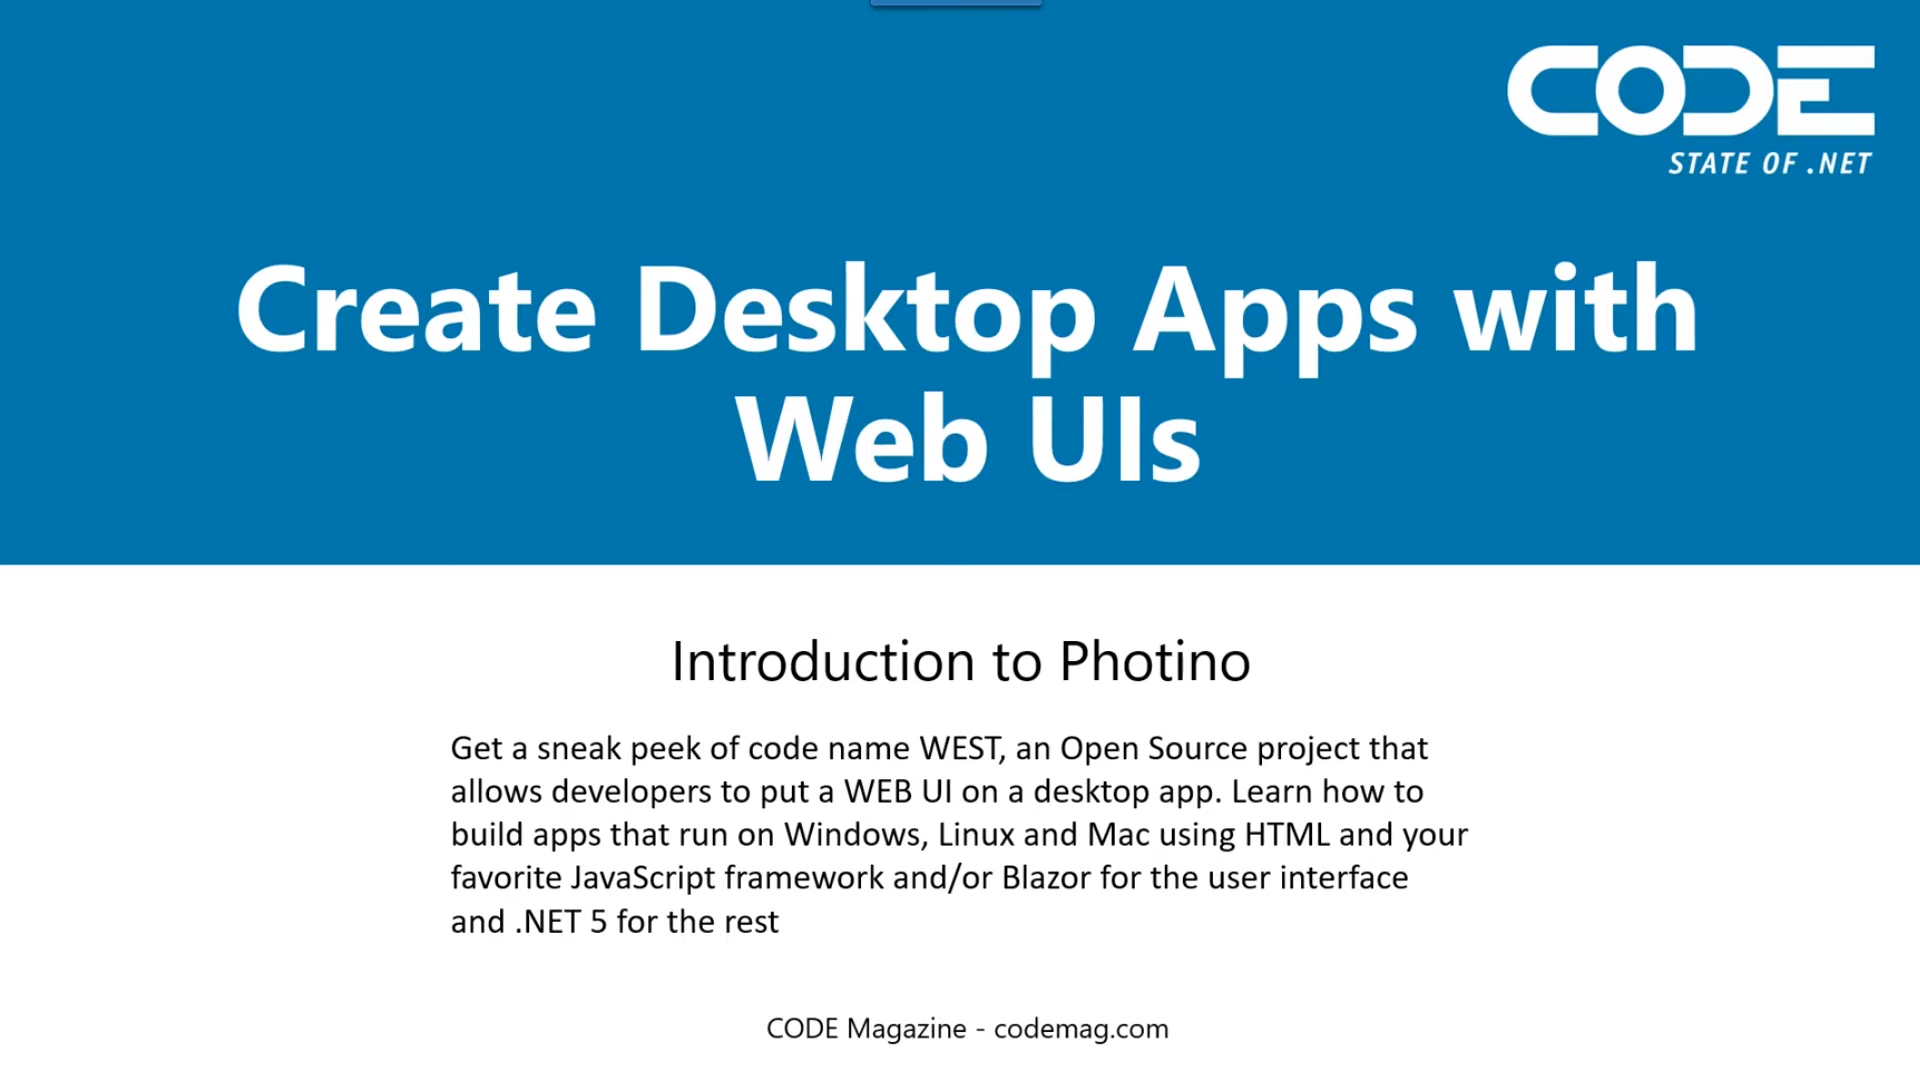 CODE
STATE OF .NET
Create Desktop Apps with
Web UIs
Introduction to Photino
Get a sneak peek of code name WEST, an Open Source project that
allows developers to put a WEB UI on a desktop app. Learn how to
build apps that run on Windows, Linux and Mac using HTML and your
favorite JavaScript framework and/or Blazor for the user interface
and .NET 5 for the rest
CODE Magazine - codemag.com